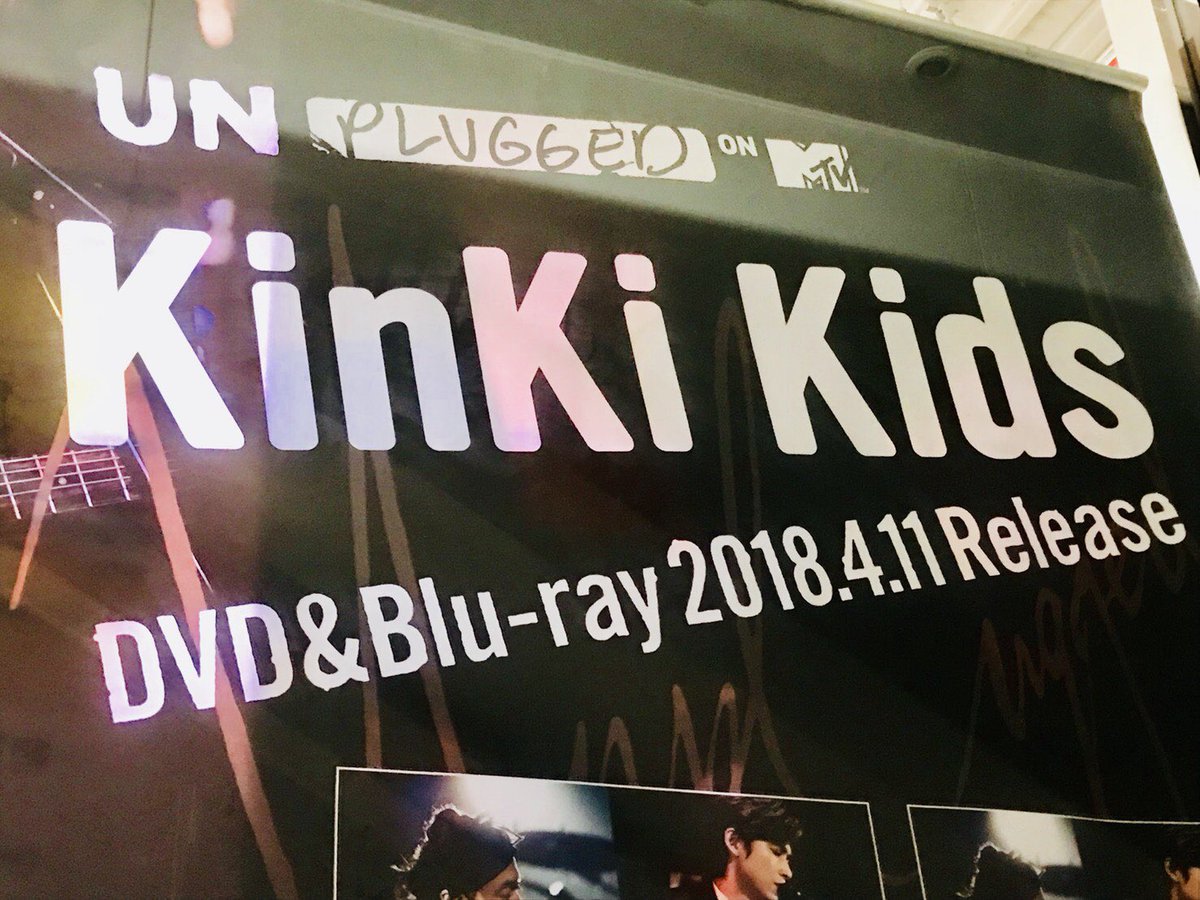 UN PLUGGED ON MTV
KinKi Kids
DVD&Blu-ray 2018.4.11 Release